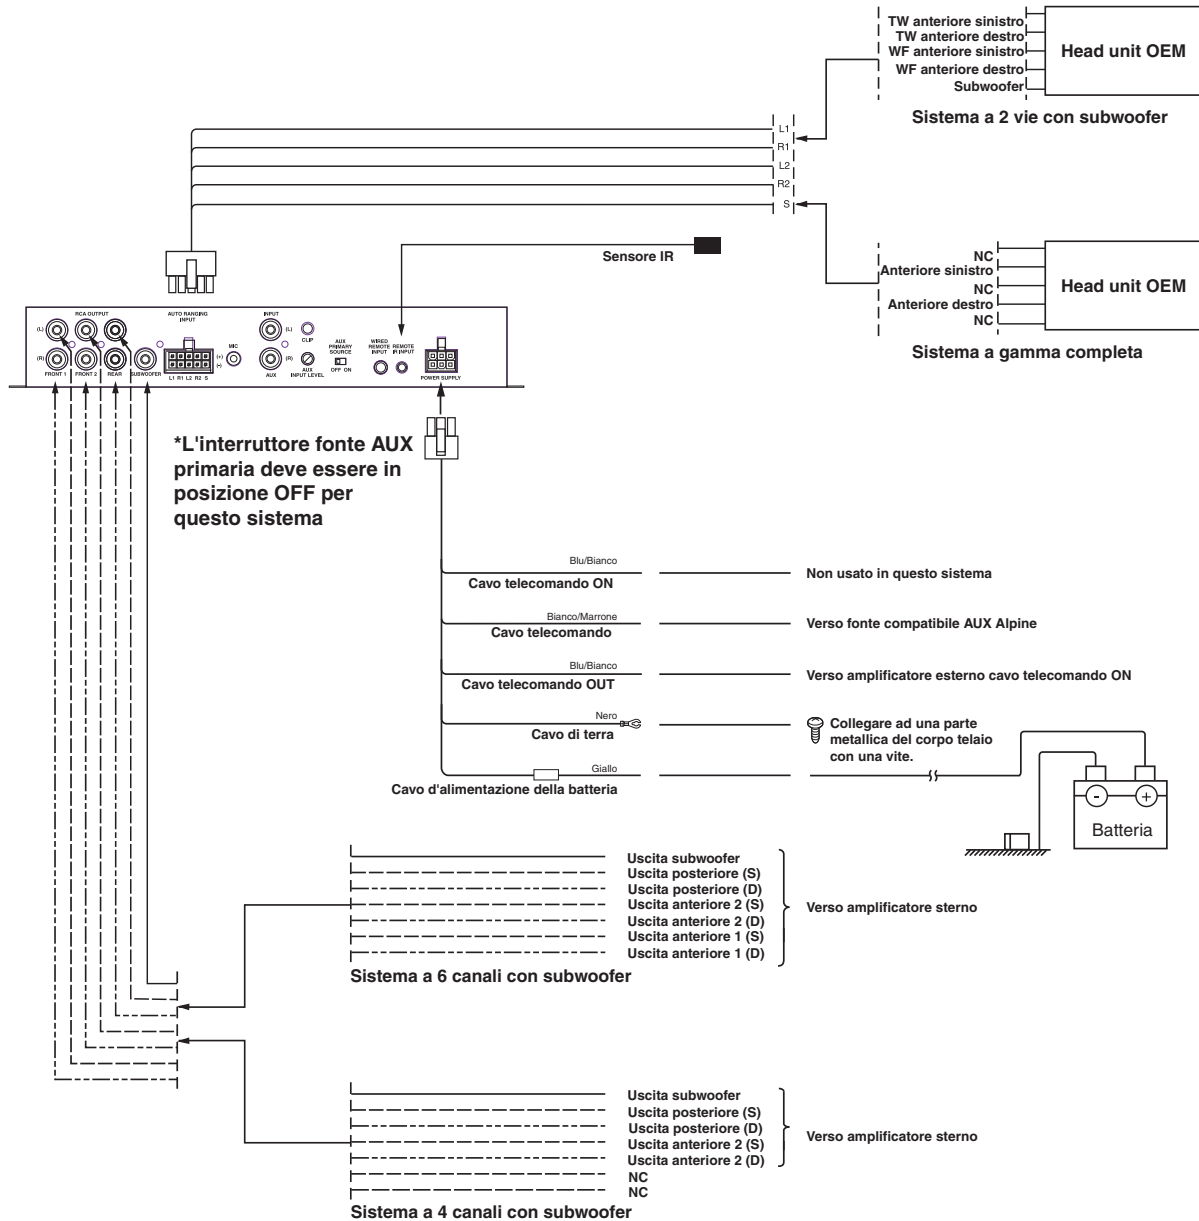 TW anteriore sinistro
TW anteriore destro
WF anteriore sinistro
WF anteriore destro
Subwoofer
Head unit OEM
Sistema a 2 vie con subwoofer
L1
R1
L2
R2
S
Sensore IR
NC
Anteriore sinistro
NC
Anteriore destro
NC
Head unit OEM
Sistema a gamma completa
RCA OUTPUT
(L)
(R)
FRONT 1
FRONT 2
REAR
SUBWOOFER
AUTO RANGING
INPUT
L1 R1 L2 R2 S
(+)
(-)
MIC
INPUT
(L)
(R)
AUX
CLIP
AUX
INPUT LEVEL
AUX
PRIMARY
SOURCE
OFF ON
WIRED
REMOTE
INPUT
REMOTE
IR INPUT
POWER SUPPLY
*L'interruttore fonte AUX
primaria deve essere in
posizione OFF per
questo sistema
Blu/Bianco
Cavo telecomando ON
Non usato in questo sistema
Bianco/Marrone
Cavo telecomando
Verso fonte compatibile AUX Alpine
Blu/Bianco
Cavo telecomando OUT
Verso amplificatore esterno cavo telecomando ON
Nero
Cavo di terra
Collegare ad una parte
metallica del corpo telaio
con una vite.
Giallo
Cavo d'alimentazione della batteria
-
+
Batteria
Uscita subwoofer
Uscita posteriore (S)
Uscita posteriore (D)
Uscita anteriore 2 (S)
Uscita anteriore 2 (D)
Uscita anteriore 1 (S)
Uscita anteriore 1 (D)
Verso amplificatore sterno
Sistema a 6 canali con subwoofer
Uscita subwoofer
Uscita posteriore (S)
Uscita posteriore (D)
Uscita anteriore 2 (S)
Uscita anteriore 2 (D)
NC
NC
Verso amplificatore sterno
Sistema a 4 canali con subwoofer